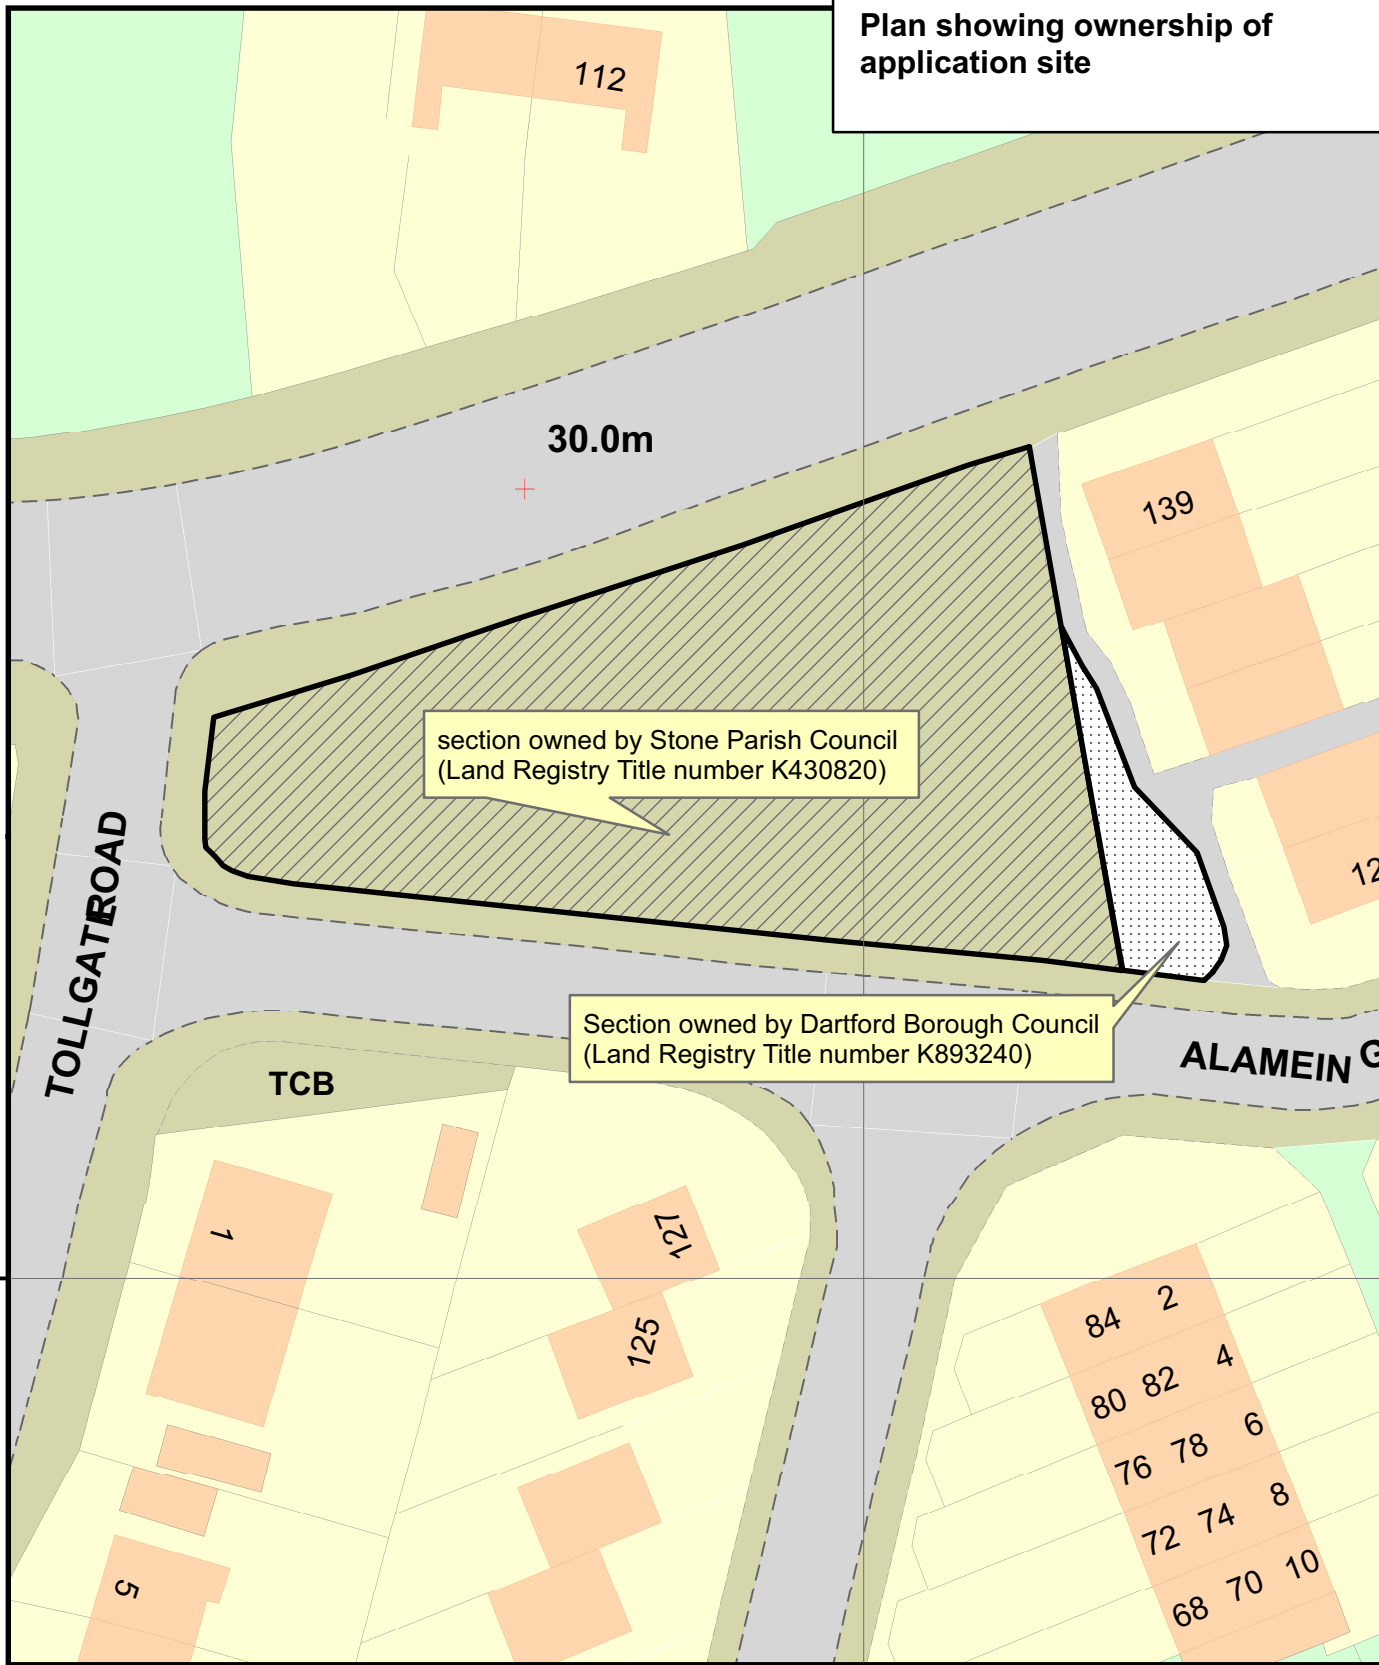 Plan showing ownership of
application site
112
30.0m
139
section owned by Stone Parish Council
(Land Registry Title number K430820)
TOLLGATE ROAD
Section owned by Dartford Borough Council
(Land Registry Title number K893240)
ALAMEIN
TCB
1
127
125
84 2
80 82 4
76 78 6
72 74 8
68 70 10
5